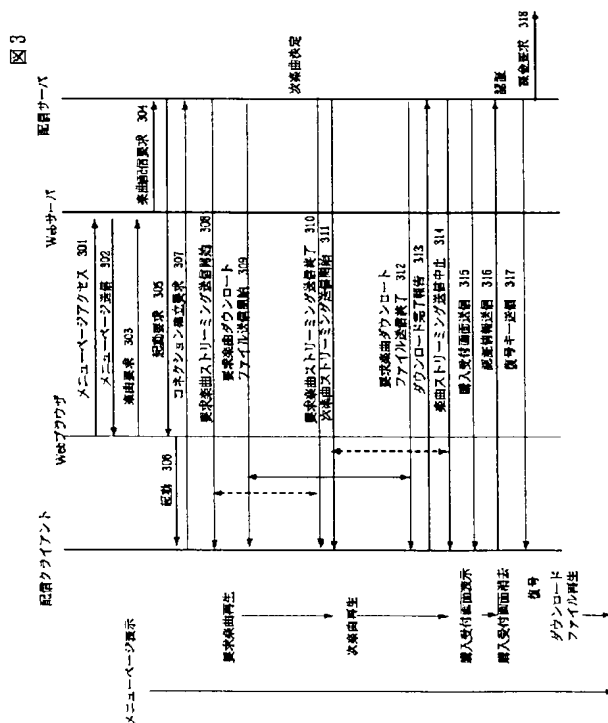 図3
配信クライアント
Webブラウザ
Webサーバ
配信サーバ
メニューページアクセス 301
メニューページ送信 302
楽曲要求 303
楽曲配信要求 304
起動要求 305
起動 306
コネクション確立要求 307
要求楽曲ストリーミング送信開始 308
要求楽曲ダウンロード
ファイル送信開始 309
要求楽曲ストリーミング送信終了 310
次楽曲ストリーミング送信開始 311
次楽曲決定
要求楽曲ダウンロード
ファイル送信終了 312
ダウンロード完了報告 313
楽曲ストリーミング送信中止 314
購入受付画面送信 315
認証情報送信 316
復号キー送信 317
認証
課金要求 318
メニューページ表示
要求楽曲再生
次楽曲再生
購入受付画面表示
購入受付画面消去
復号
ダウンロード
ファイル再生